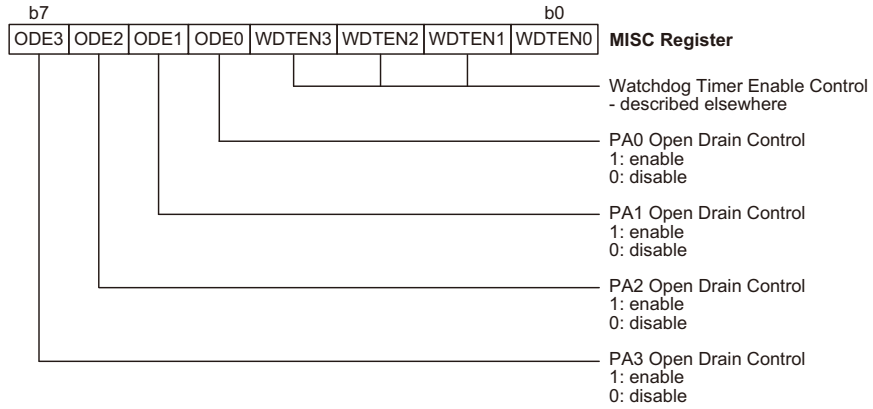 b7 b0
ODE3 ODE2 ODE1 ODE0 WDTEN3 WDTEN2 WDTEN1 WDTEN0 MISC Register
Watchdog Timer Enable Control
- described elsewhere
PA0 Open Drain Control
1: enable
0: disable
PA1 Open Drain Control
1: enable
0: disable
PA2 Open Drain Control
1: enable
0: disable
PA3 Open Drain Control
1: enable
0: disable